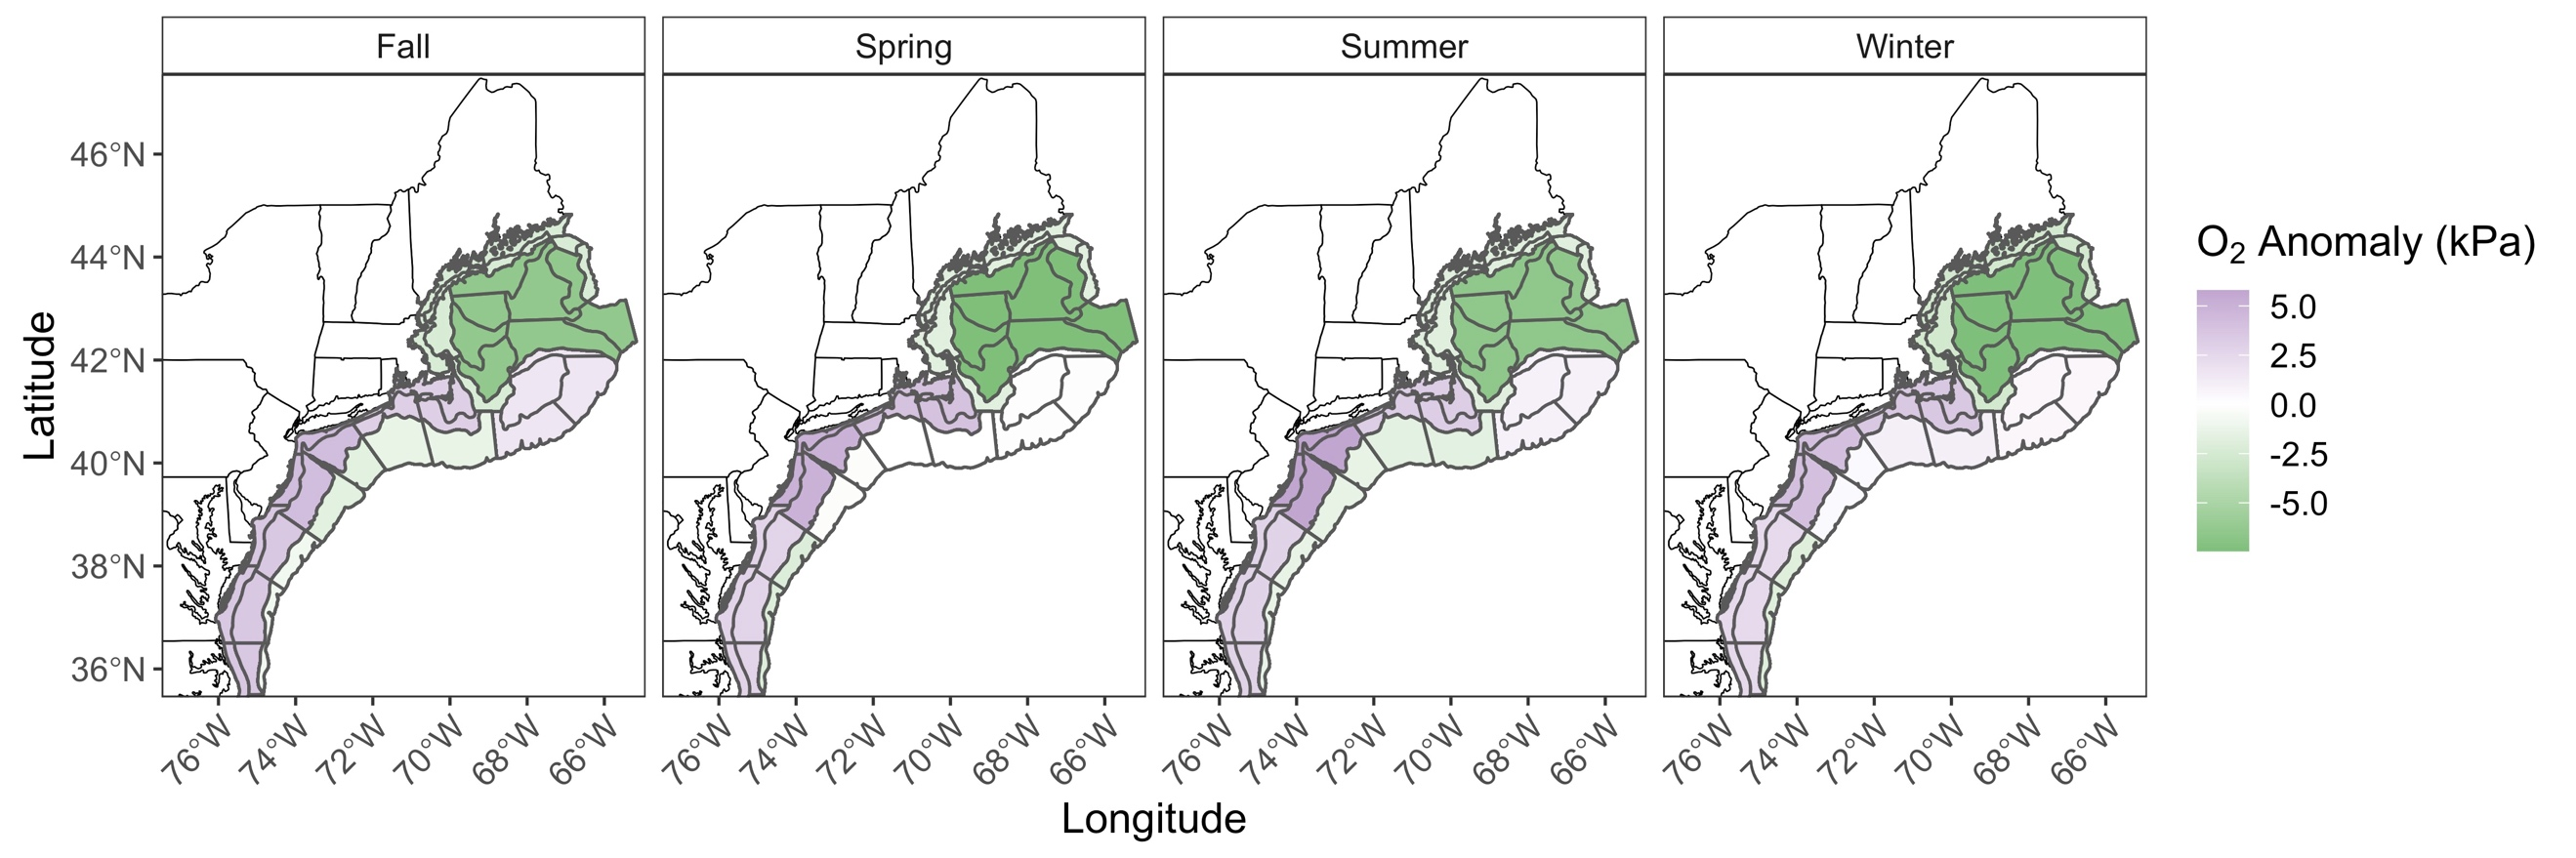 Fall
Spring
Summer
Winter
Latitude
46°N
44°N
42°N
40°N
38°N
36°N
76°W 74°W 72°W 70°W 68°W 66°W
76°W 74°W 72°W 70°W 68°W 66°W
76°W 74°W 72°W 70°W 68°W 66°W
76°W 74°W 72°W 70°W 68°W 66°W
Longitude
O₂ Anomaly (kPa)
5.0
2.5
0.0
-2.5
-5.0